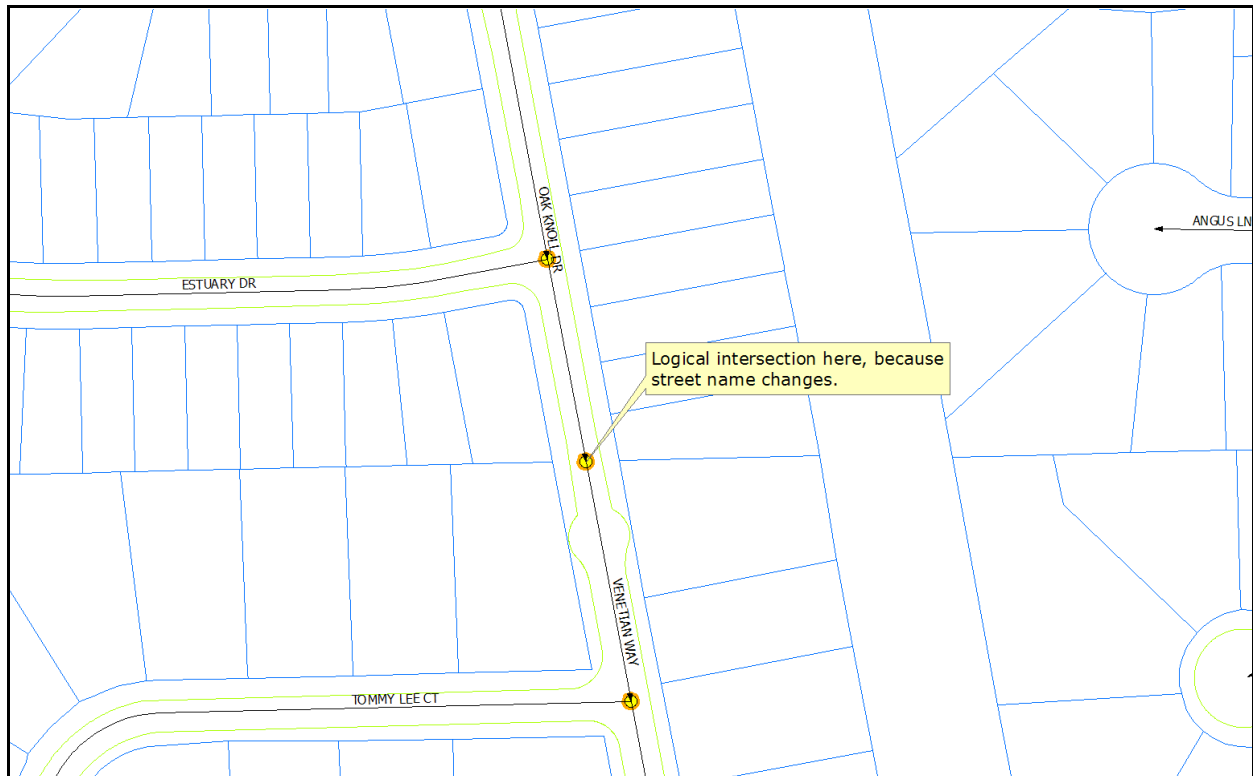 OAK KNOLL DR
ANGUS LN
ESTUARY DR
Logical intersection here, because
street name changes.
VENETIAN WAY
TOMMY LEE CT